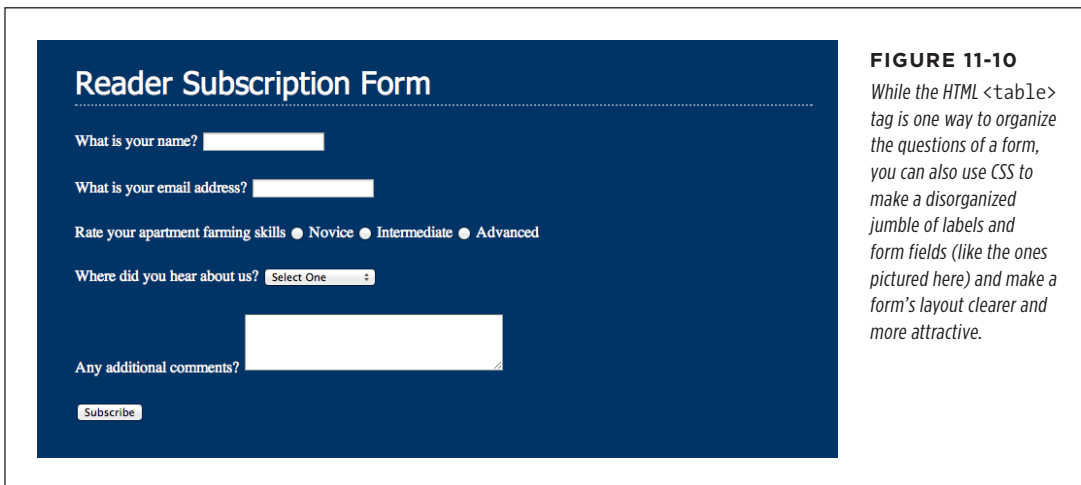 Reader Subscription Form
What is your name?
What is your email address?
Rate your apartment farming skills Novice Intermediate Advanced
Where did you hear about us? Select One
Any additional comments?
Subscribe
FIGURE 11-10
While the HTML <table>
tag is one way to organize
the questions of a form,
you can also use CSS to
make a disorganized
jumble of labels and
form fields (like the ones
pictured here) and make a
form's layout clearer and
more attractive.